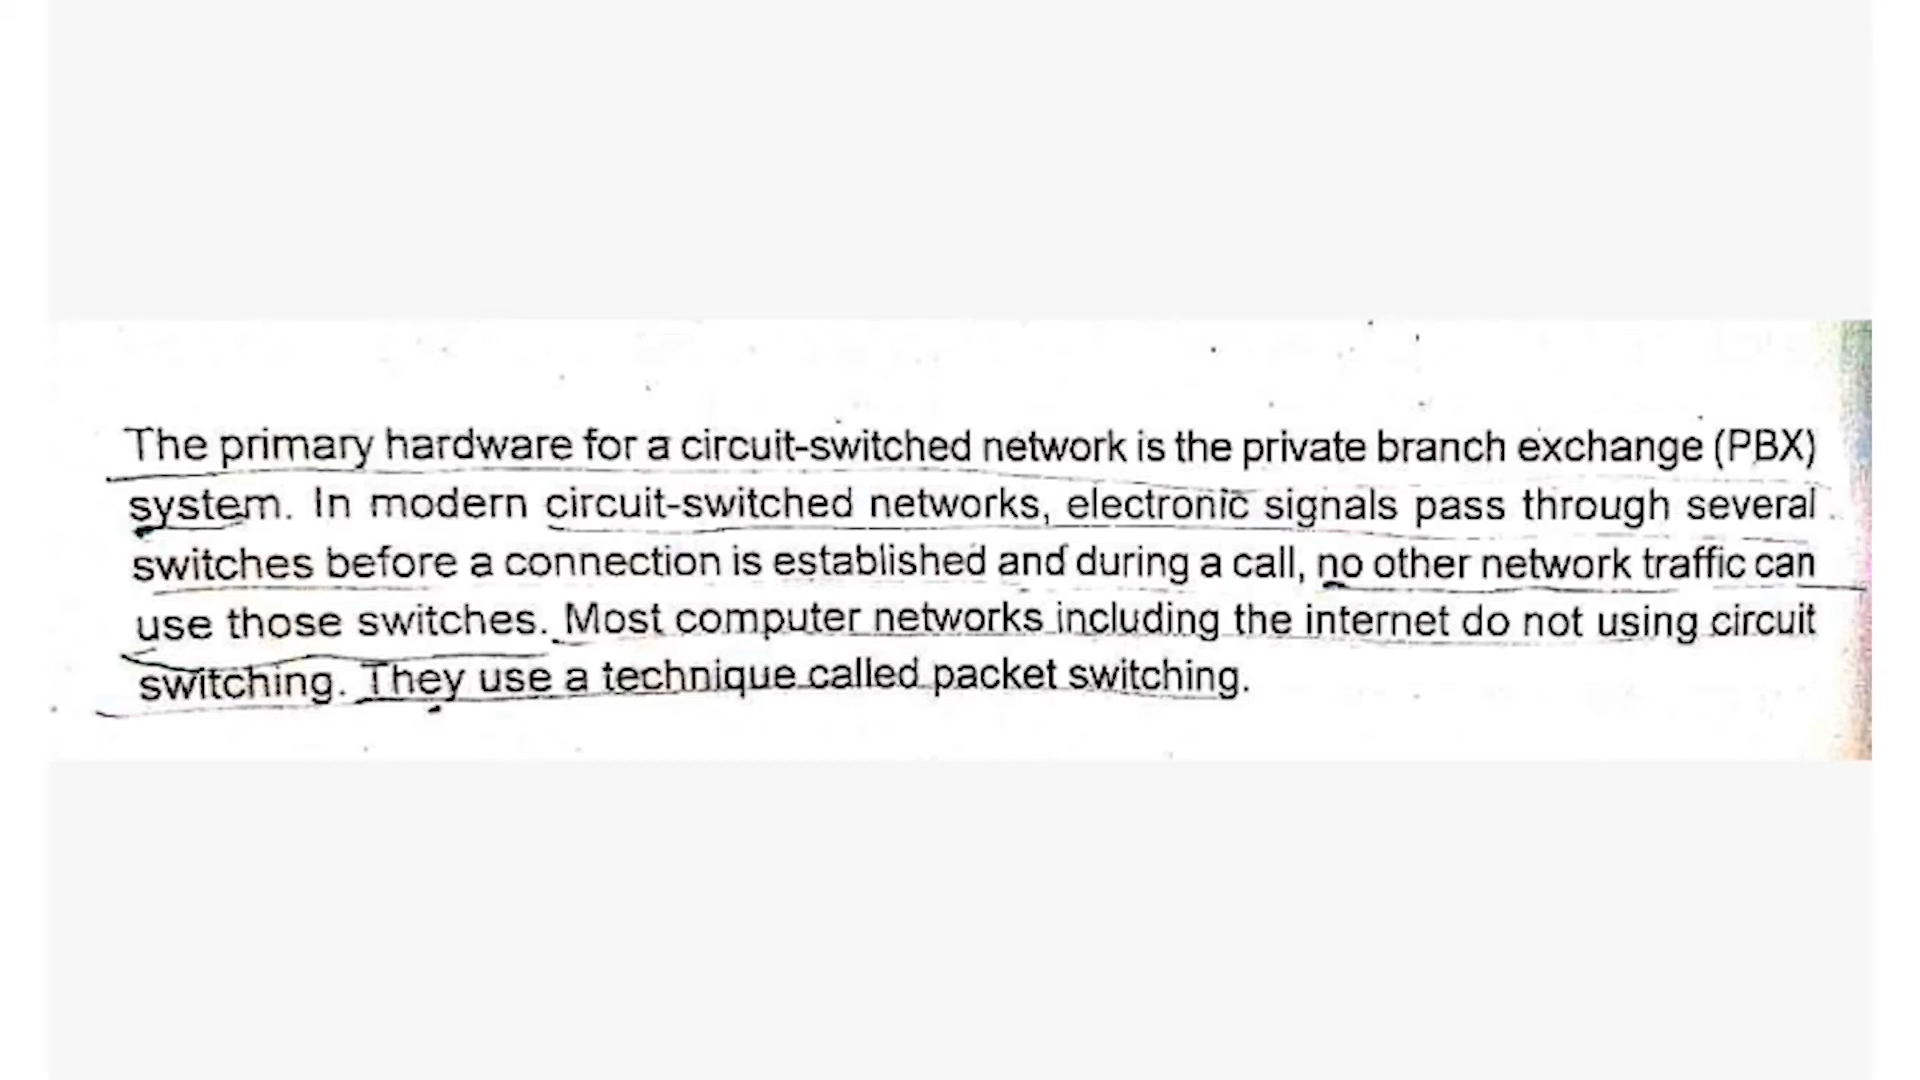 The primary hardware for a circuit-switched network is the private branch exchange (PBX)
system. In modern circuit-switched networks, electronic signals pass through several
switches before a connection is established and during a call, no other network traffic can
use those switches. Most computer networks including the internet do not using circuit
switching. They use a technique called packet switching.